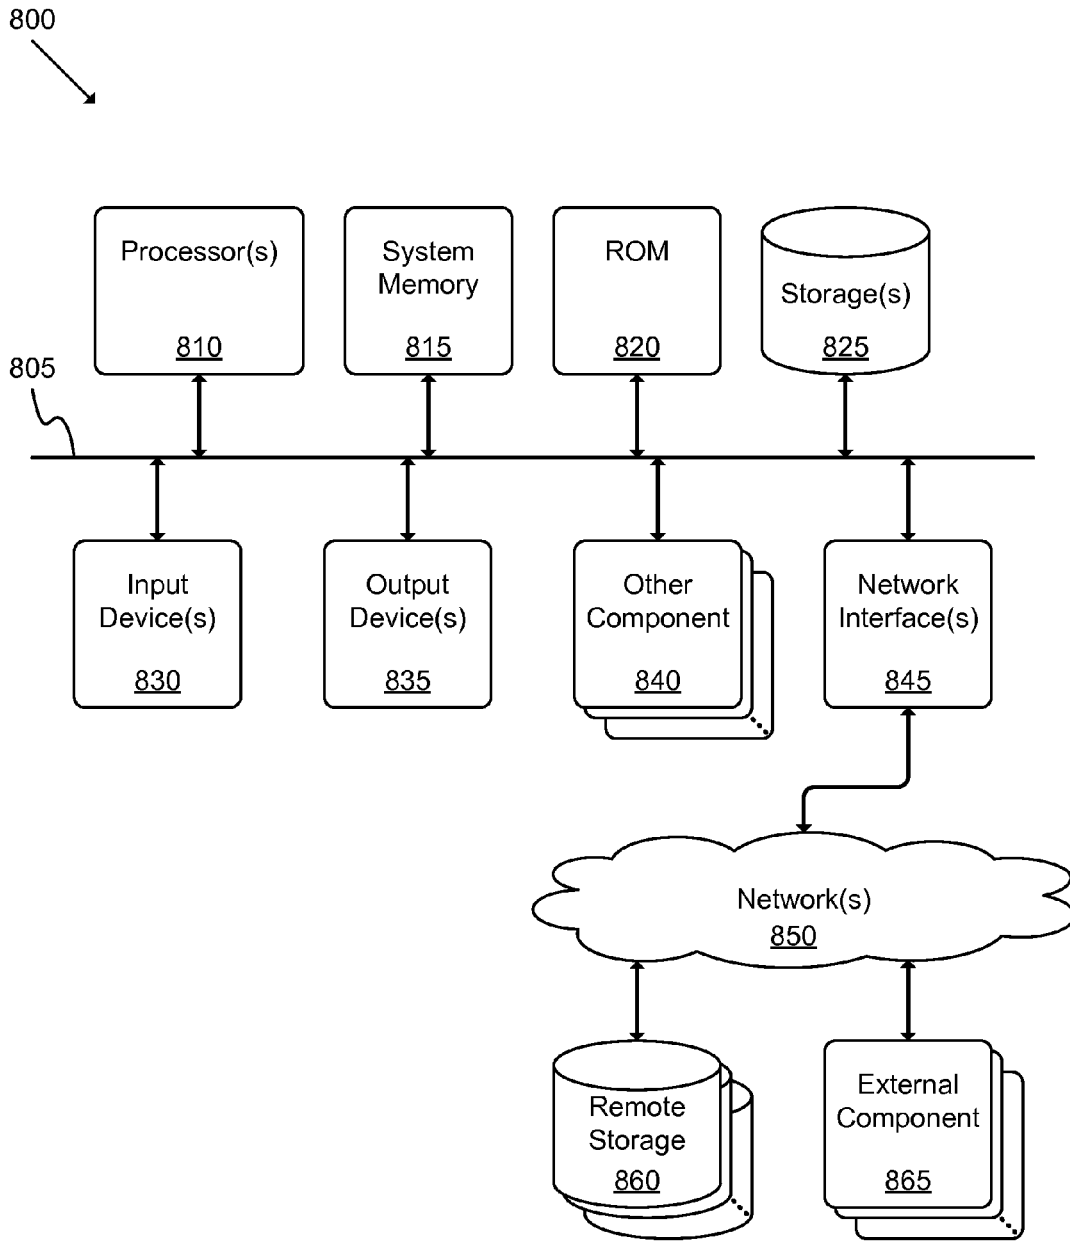 800
Processor(s)
810
System
Memory
815
ROM
820
Storage(s)
825
805
Input
Device(s)
830
Output
Device(s)
835
Other
Component
840
Network
Interface(s)
845
Network(s)
850
Remote
Storage
860
External
Component
865